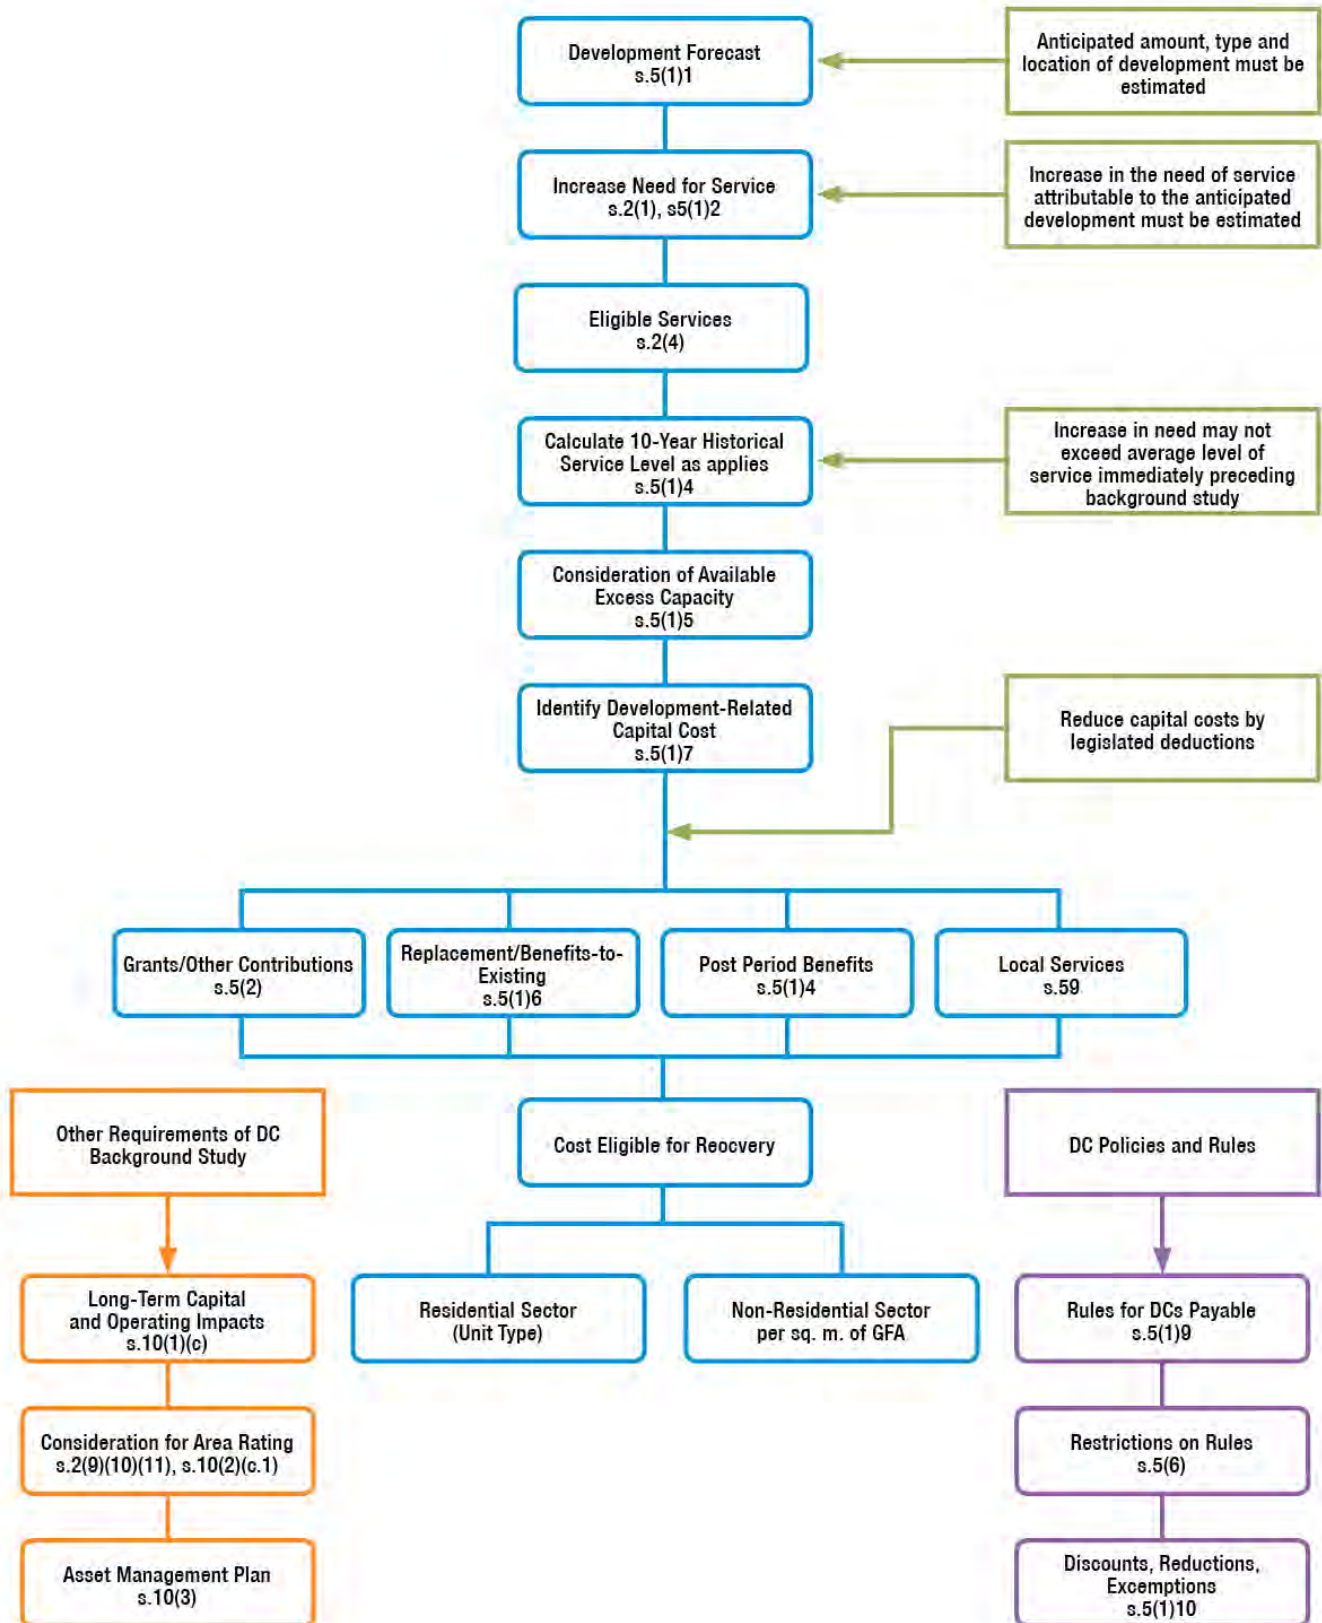 Development Forecast
s.5(1)1
Anticipated amount, type and
location of development must be
estimated
Increase Need for Service
s.2(1), s5(1)2
Increase in the need of service
attributable to the anticipated
development must be estimated
Eligible Services
s.2(4)
Calculate 10-Year Historical
Service Level as applies
s.5(1)4
Increase in need may not
exceed average level of
service immediately preceding
background study
Consideration of Available
Excess Capacity
s.5(1)5
Identify Development-Related
Capital Cost
s.5(1)7
Reduce capital costs by
legislated deductions
Grants/Other Contributions
s.5(2)
Replacement/Benefits-to-
Existing
s.5(1)6
Post Period Benefits
s.5(1)4
Local Services
s.59
Other Requirements of DC
Background Study
Cost Eligible for Reocvery
DC Policies and Rules
Long-Term Capital
and Operating Impacts
s.10(1)(c)
Residential Sector
(Unit Type)
Non-Residential Sector
per sq. m. of GFA
Rules for DCs Payable
s.5(1)9
Consideration for Area Rating
s.2(9)(10)(11), s.10(2)(c.1)
Restrictions on Rules
s.5(6)
Asset Management Plan
s.10(3)
Discounts, Reductions,
Excemptions
s.5(1)10